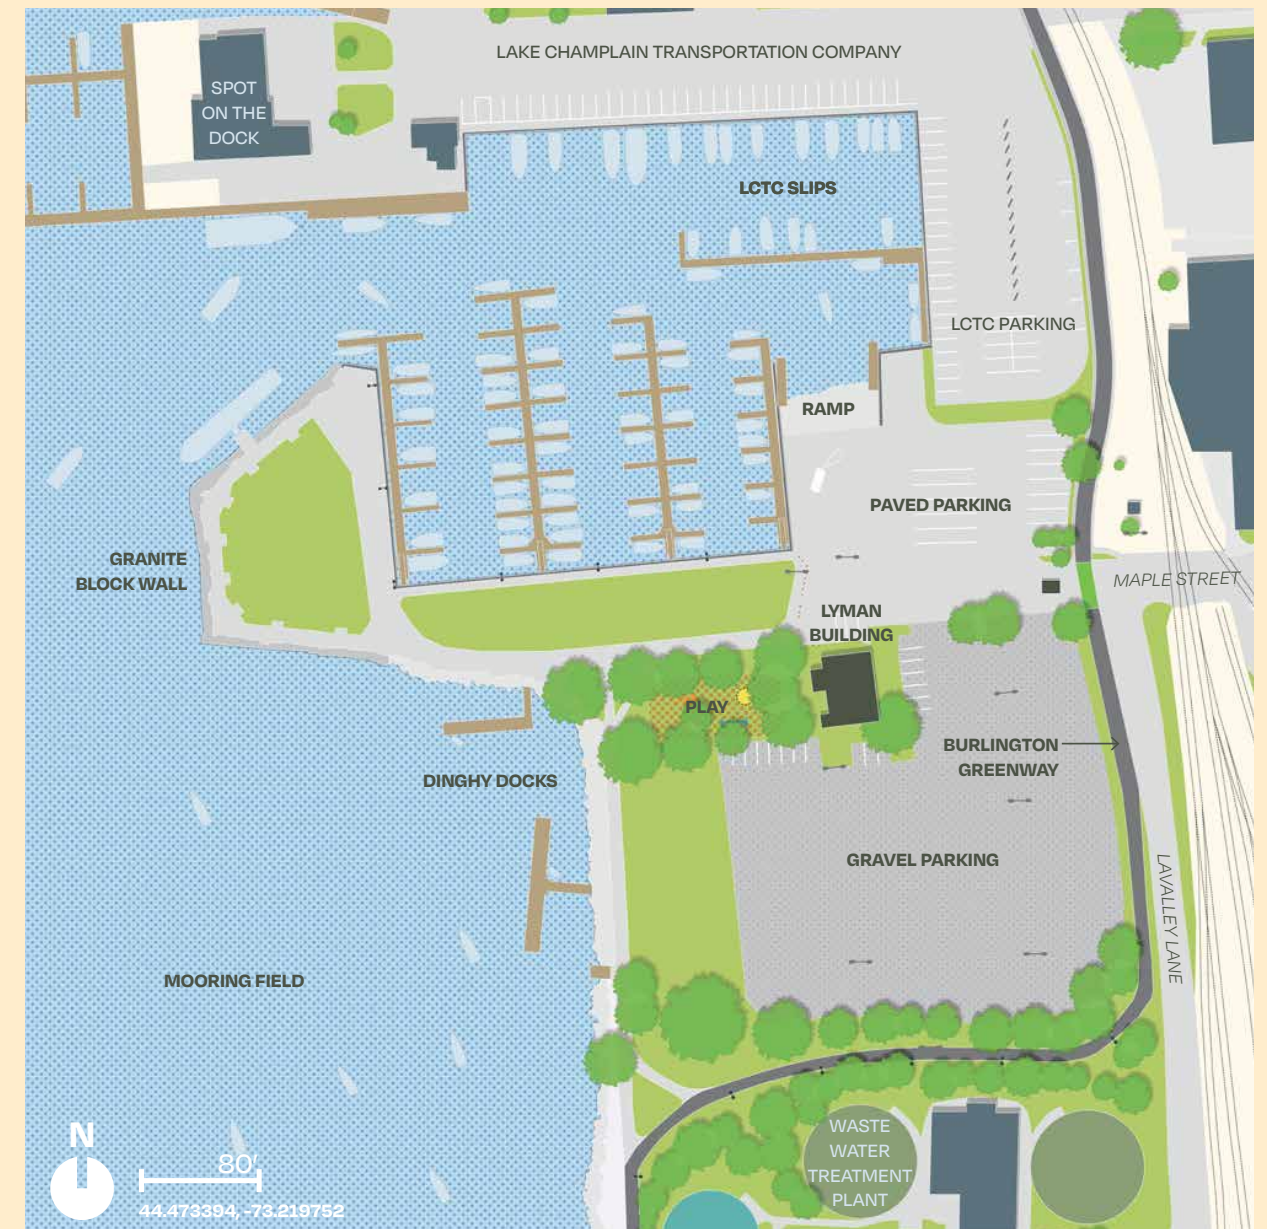 LAKE CHAMPLAIN TRANSPORTATION COMPANY
SPOT
ON THE
DOCK
LCTC SLIPS
LCTC PARKING
RAMP
PAVED PARKING
GRANITE
BLOCK WALL
MAPLE STREET
LYMAN
BUILDING
PLAY
BURLINGTON
GREENWAY
DINGHY DOCKS
GRAVEL PARKING
LAVALLEY LANE
MOORING FIELD
WASTE
WATER
TREATMENT
PLANT
N
80'
44.473394, -73.219752